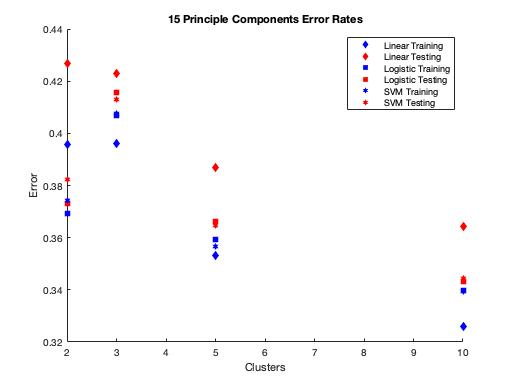 15 Principle Components Error Rates
0.44
0.42
0.4
0.38
0.36
0.34
0.32
Error
2 3 4 5 6 7 8 9 10
Clusters
Linear Training
Linear Testing
Logistic Training
Logistic Testing
SVM Training
SVM Testing